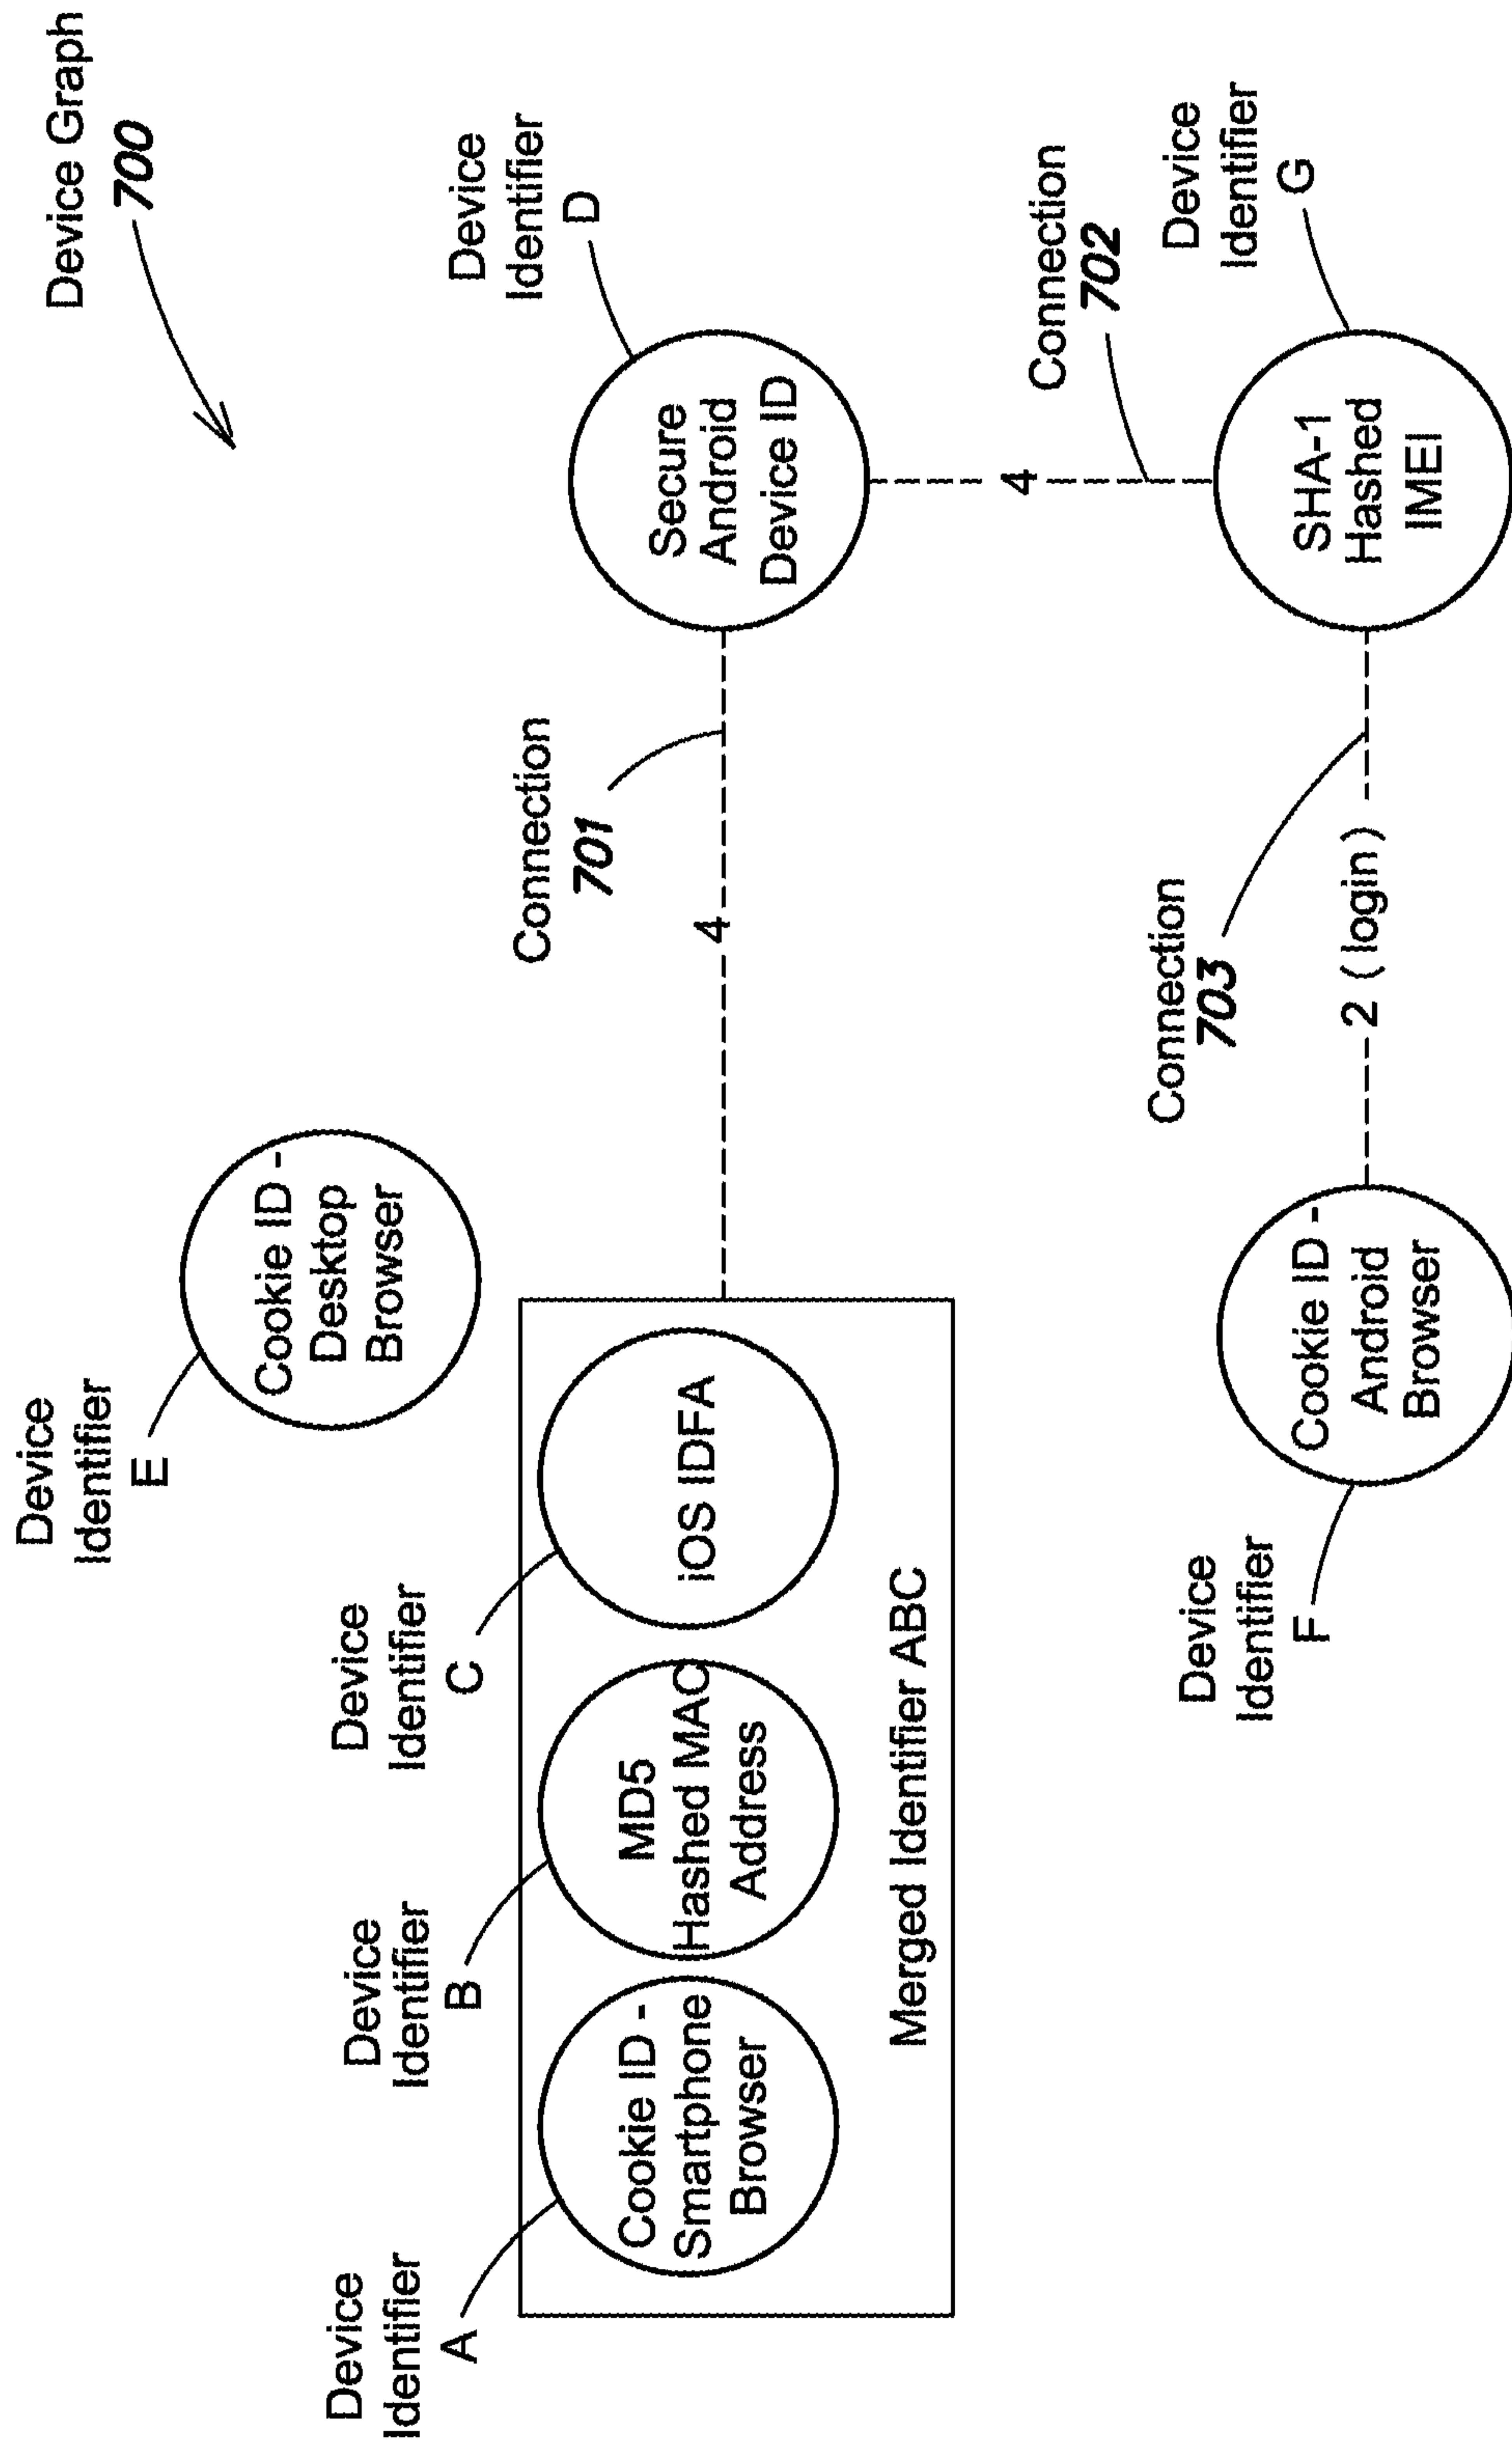 Device Graph
700
Device
Identifier
E
Cookie ID -
Desktop
Browser
Device
Identifier
A
Device
Identifier
B
Device
Identifier
C
Device
Identifier
D
Cookie ID -
Smartphone
Browser
MD5
Hashed MAC
Address
iOS IDFA
Merged Identifier ABC
Connection
701
4
Secure
Android
Device ID
Connection
702
4
Device
Identifier
F
Cookie ID -
Android
Browser
Connection
703
2 (login)
SHA-1
Hashed
IMEI
Device
Identifier
G